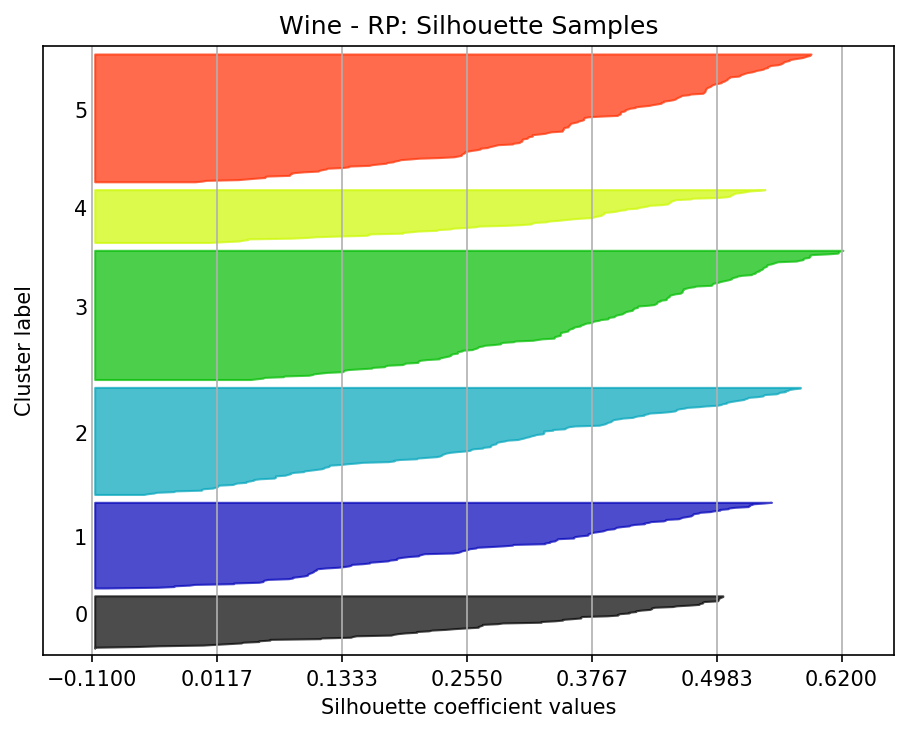 Wine - RP: Silhouette Samples
Cluster label
5
4
3
2
1
0
−0.1100 0.0117 0.1333 0.2550 0.3767 0.4983 0.6200
Silhouette coefficient values